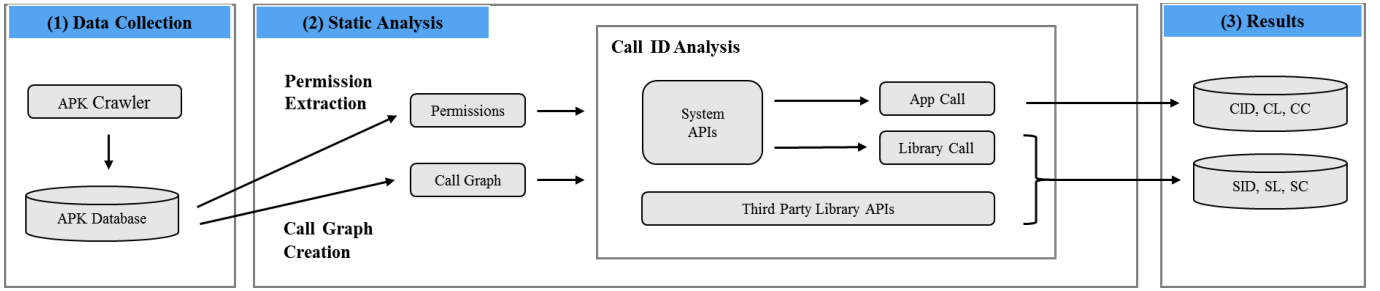 (1) Data Collection
APK Crawler
APK Database
(2) Static Analysis
Permission
Extraction
Permissions
Call Graph
Call Graph
Creation
Call ID Analysis
System
APIs
App Call
Library Call
Third Party Library APIs
(3) Results
CID, CL, CC
SID, SL, SC